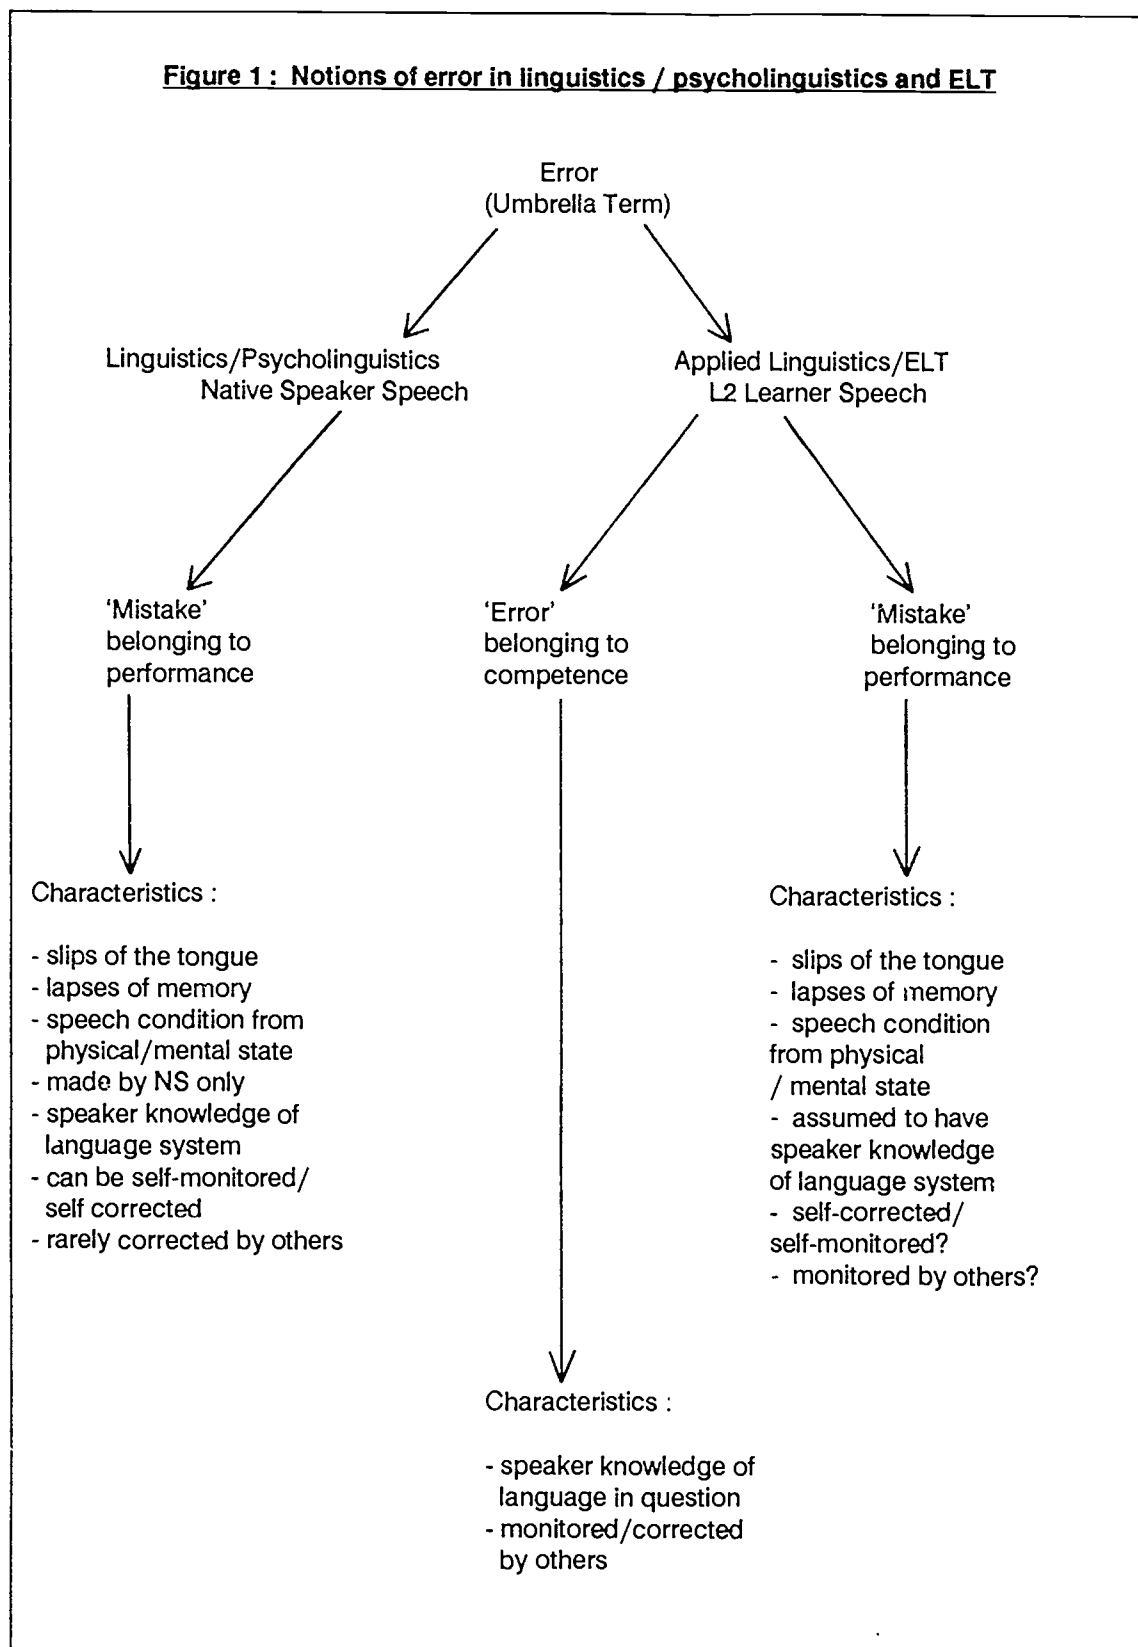 Figure 1 : Notions of error in linguistics / psycholinguistics and ELT
Error
(Umbrella Term)
Linguistics/Psycholinguistics
Native Speaker Speech
Applied Linguistics/ELT
L2 Learner Speech
'Mistake'
belonging to
performance
'Error'
belonging to
competence
'Mistake'
belonging to
performance
Characteristics :
- slips of the tongue
- lapses of memory
- speech condition from
physical/mental state
- made by NS only
- speaker knowledge of
language system
- can be self-monitored/
self corrected
- rarely corrected by others
Characteristics :
- slips of the tongue
- lapses of memory
- speech condition
from physical
/ mental state
- assumed to have
speaker knowledge
of language system
- self-corrected/
self-monitored?
- monitored by others?
Characteristics :
- speaker knowledge of
language in question
- monitored/corrected
by others